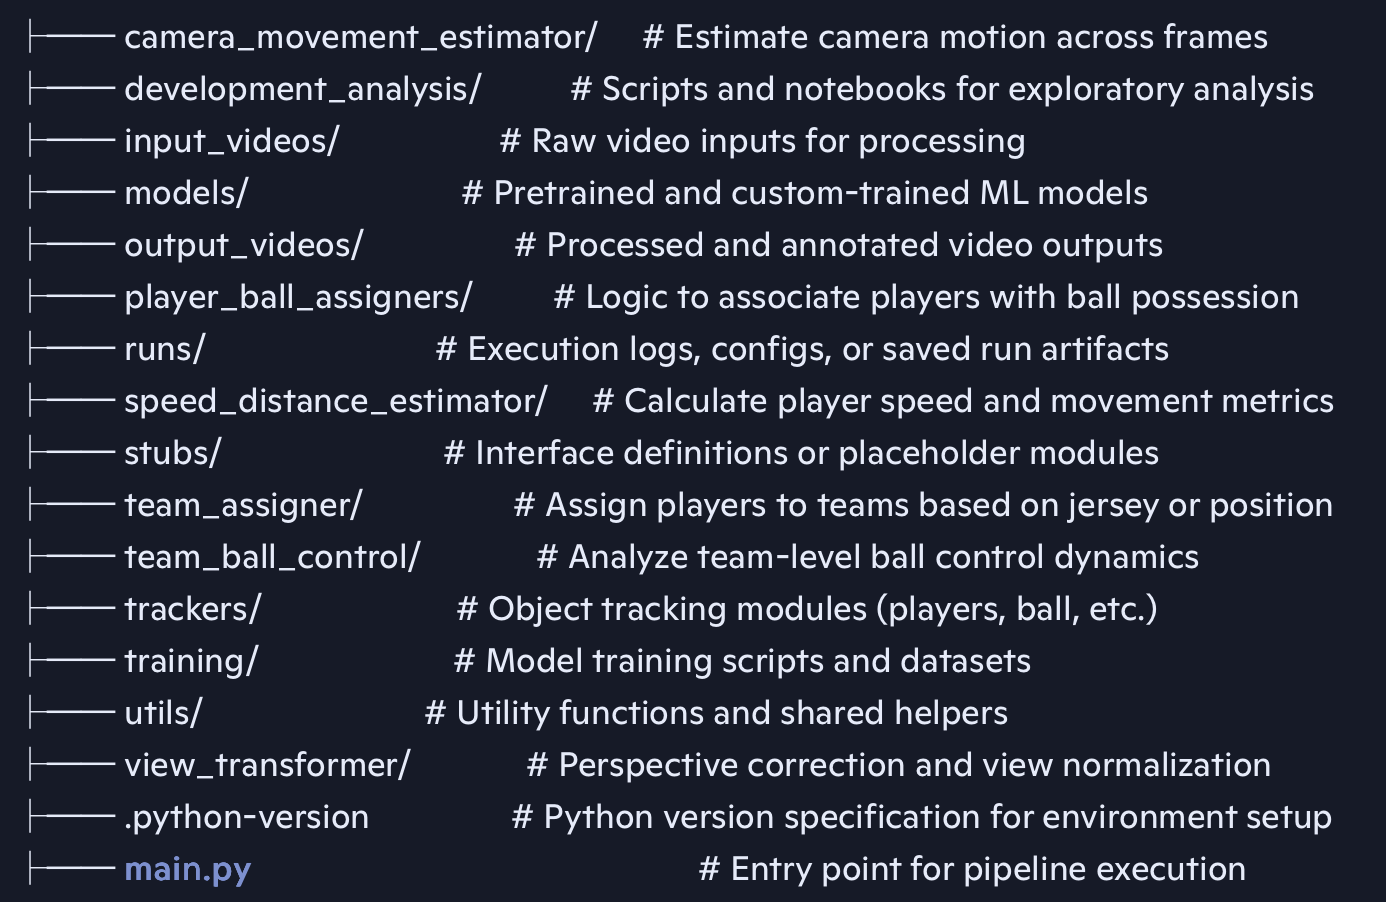 ├── camera_movement_estimator/ # Estimate camera motion across frames
├── development_analysis/ # Scripts and notebooks for exploratory analysis
├── input_videos/ # Raw video inputs for processing
├── models/ # Pretrained and custom-trained ML models
├── output_videos/ # Processed and annotated video outputs
├── player_ball_assigners/ # Logic to associate players with ball possession
├── runs/ # Execution logs, configs, or saved run artifacts
├── speed_distance_estimator/ # Calculate player speed and movement metrics
├── stubs/ # Interface definitions or placeholder modules
├── team_assigner/ # Assign players to teams based on jersey or position
├── team_ball_control/ # Analyze team-level ball control dynamics
├── trackers/ # Object tracking modules (players, ball, etc.)
├── training/ # Model training scripts and datasets
├── utils/ # Utility functions and shared helpers
├── view_transformer/ # Perspective correction and view normalization
├── .python-version # Python version specification for environment setup
├── main.py # Entry point for pipeline execution